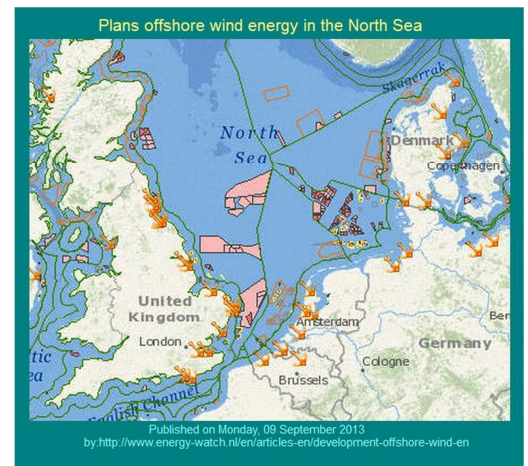 Plans offshore wind energy in the North Sea
Skagerrak
North
Sea
Denmark
Copenhagen
United
Kingdom
London
Amsterdam
Ber
Germany
Cologne
Brussels
tic
ea
English Channel
Published on Monday, 09 September 2013
by:http://www.energy-watch.nl/en/articles-en/development-offshore-wind-en